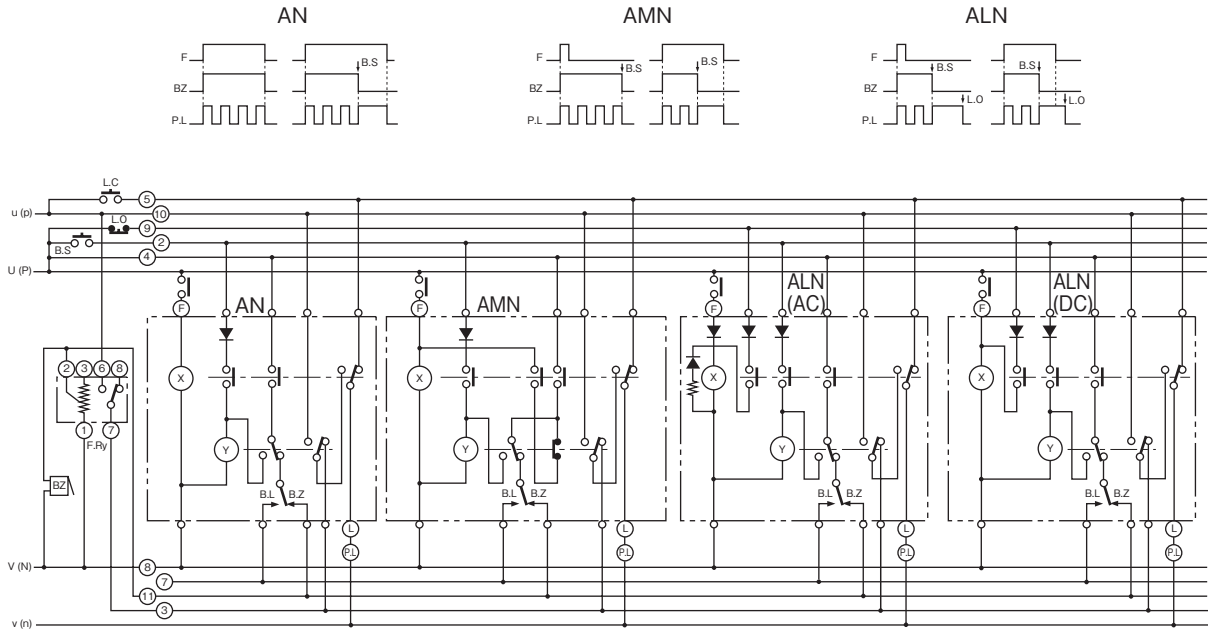 AN
AMN
ALN
F
BZ
P.L
B.S
F
BZ
P.L
B.S
B.S
F
BZ
P.L
B.S
L.O
B.S
L.O
L.C
5
u (p)
10
L.O
9
B.S
2
4
U (P)
F
AN
F
AMN
F
ALN
(AC)
F
ALN
(DC)
2
3
6
8
X
X
X
X
1
7
F.Ry
Y
Y
Y
Y
BZ
B.L
B.Z
B.L
B.Z
B.L
B.Z
B.L
B.Z
L
L
L
L
P.L
P.L
P.L
P.L
V (N)
8
7
11
3
v (n)